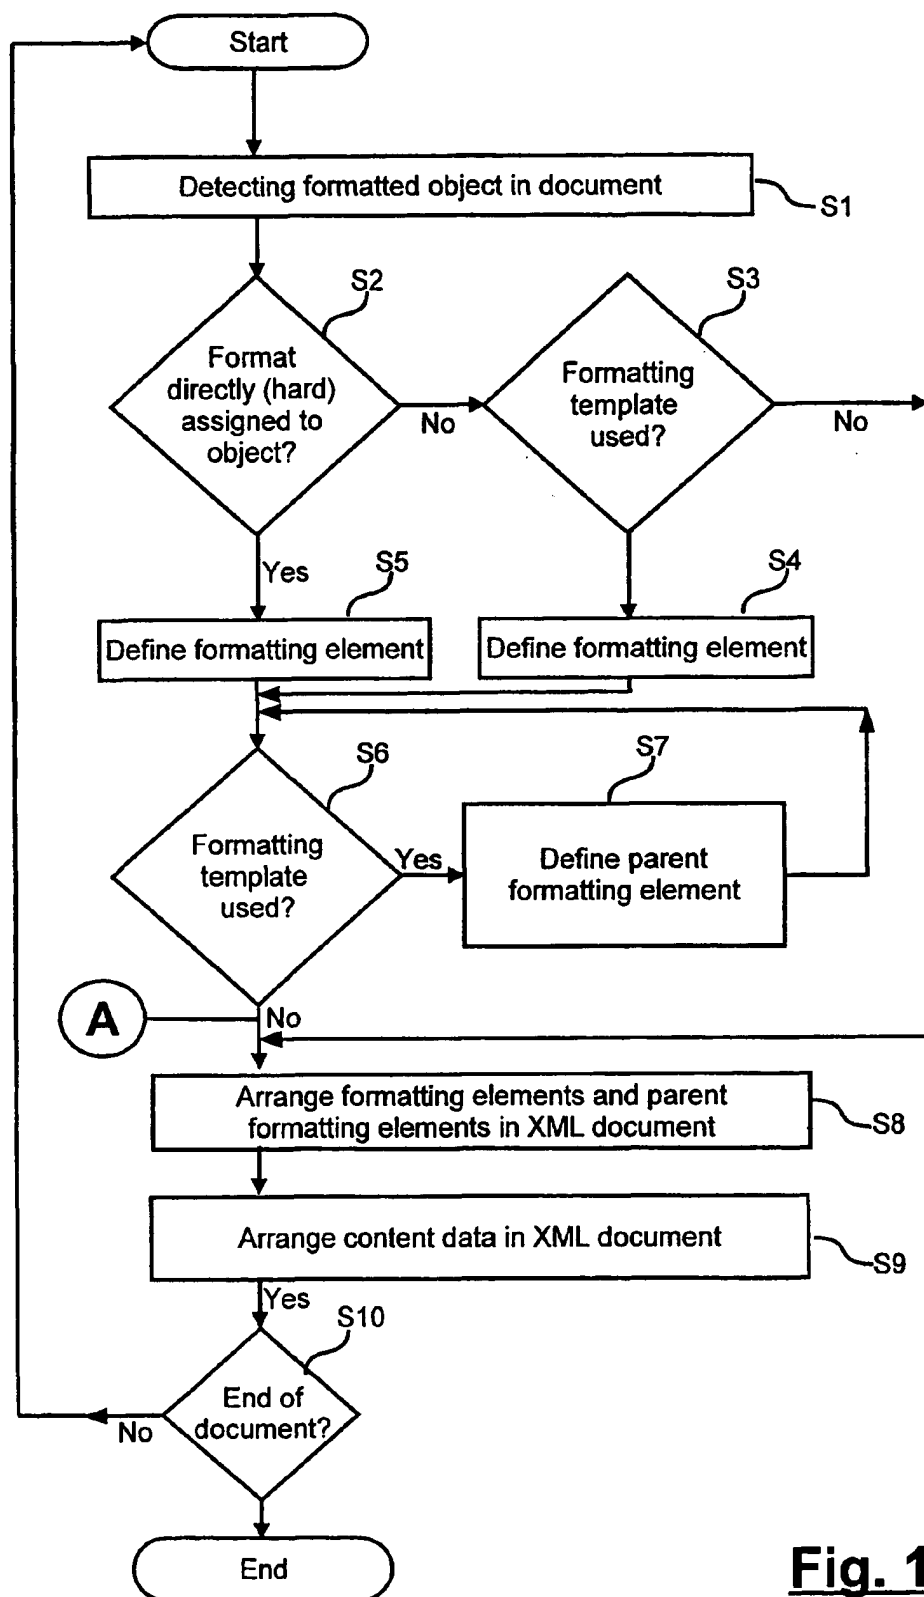 Start
Detecting formatted object in document
S1
S2
S3
Format
directly (hard)
assigned to
object?
No
Formatting
template
used?
No
Yes
S5
S4
Define formatting element
Define formatting element
S6
S7
Formatting
template
used?
Yes
Define parent
formatting element
A
No
Arrange formatting elements and parent
formatting elements in XML document
S8
Arrange content data in XML document
S9
Yes
S10
End of
document?
No
End
Fig. 1